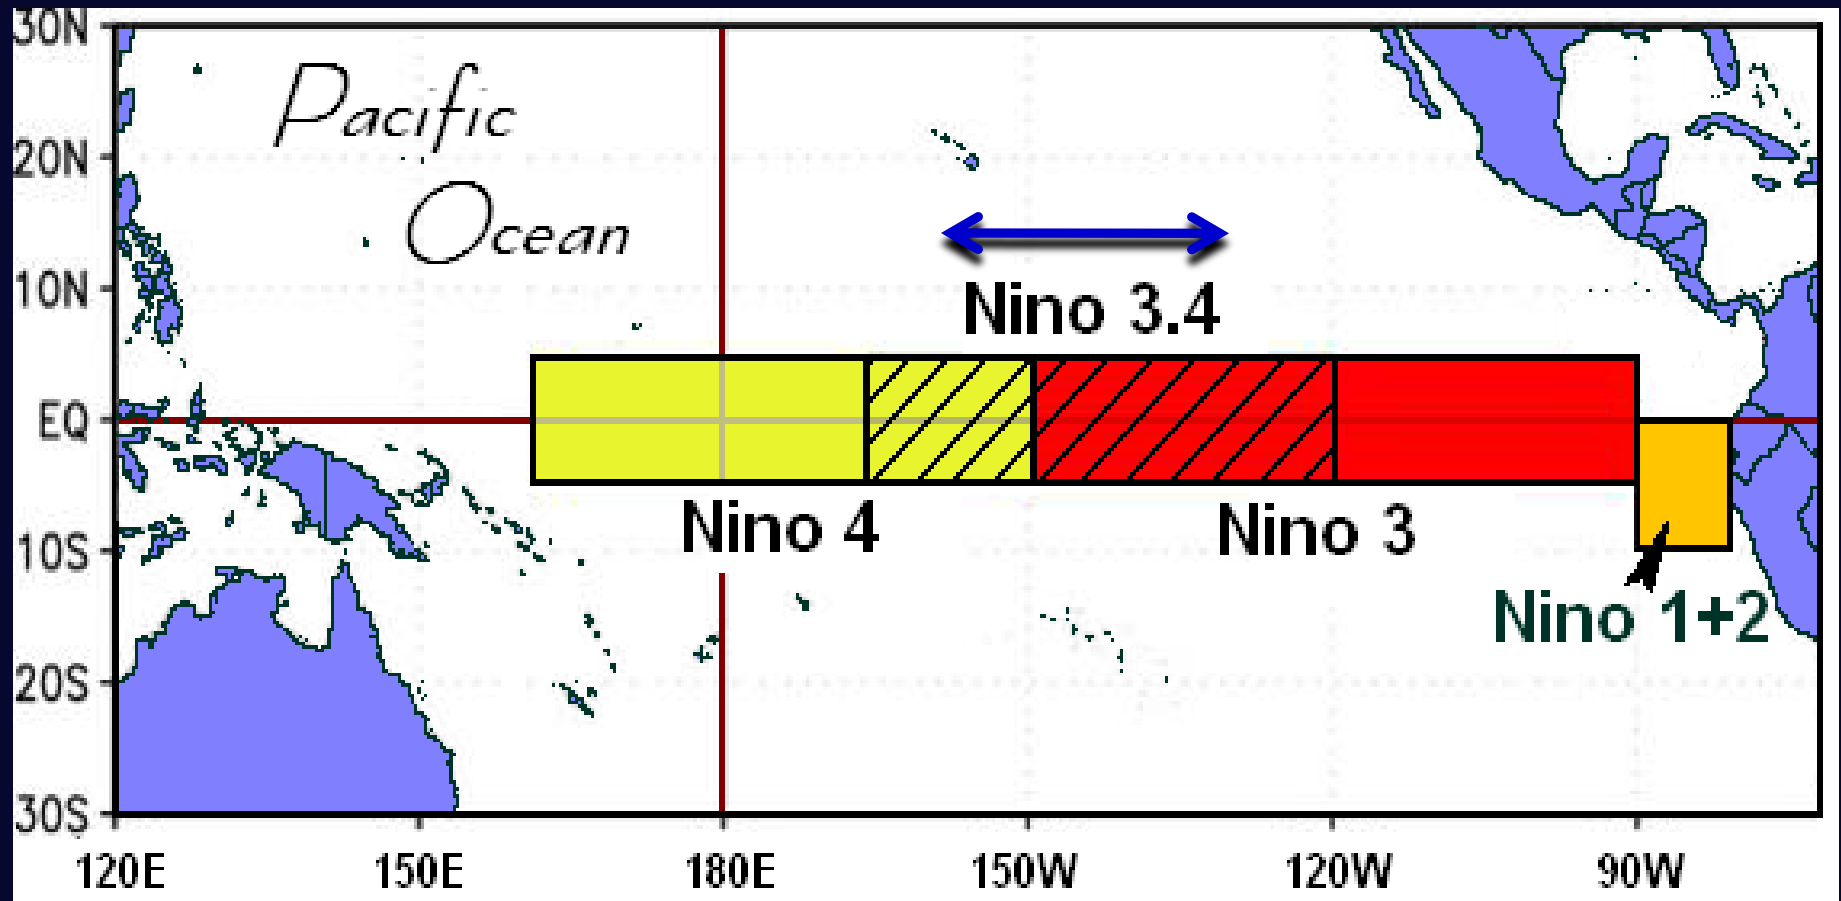 30N
Pacific
20N
Ocean
10N
Nino 3.4
EQ
Nino 4
Nino 3
10S
Nino 1+2
20S
30S
120E
150E
180E
150W
120W
90W